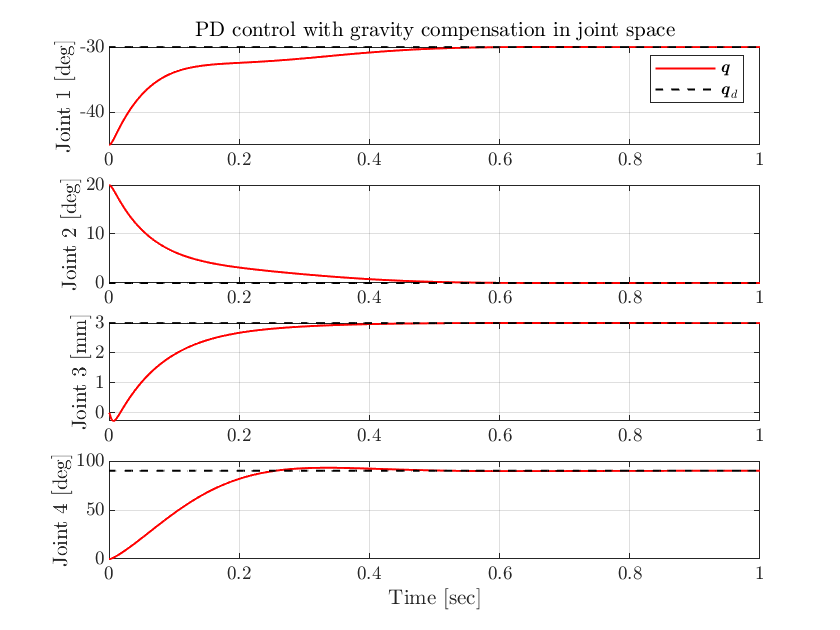 PD control with gravity compensation in joint space
Joint 1 [deg]
-30
-40
q
q_d
0 0.2 0.4 0.6 0.8 1
Joint 2 [deg]
20
10
0
0 0.2 0.4 0.6 0.8 1
Joint 3 [mm]
3
2
1
0
0 0.2 0.4 0.6 0.8 1
Joint 4 [deg]
100
50
0
0 0.2 0.4 0.6 0.8 1
Time [sec]